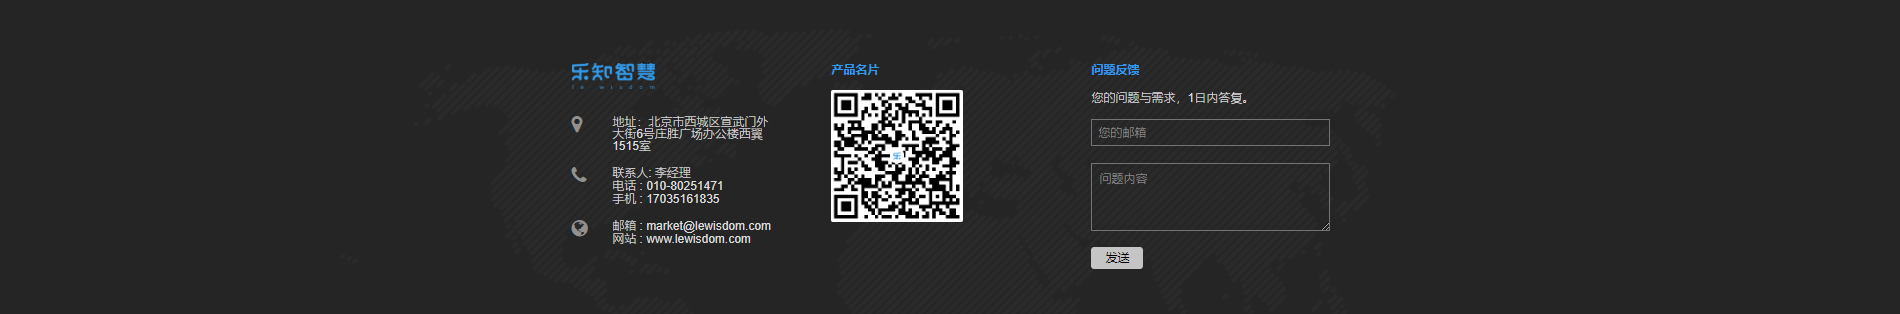 乐知智慧
le wisdom
地址：北京市西城区宣武门外
大街6号庄胜广场办公楼西翼
1515室
联系人: 李经理
电话 : 010-80251471
手机 : 17035161835
邮箱 : market@lewisdom.com
网站 : www.lewisdom.com
产品名片
乐
问题反馈
您的问题与需求，1日内答复。
您的邮箱
问题内容
发送